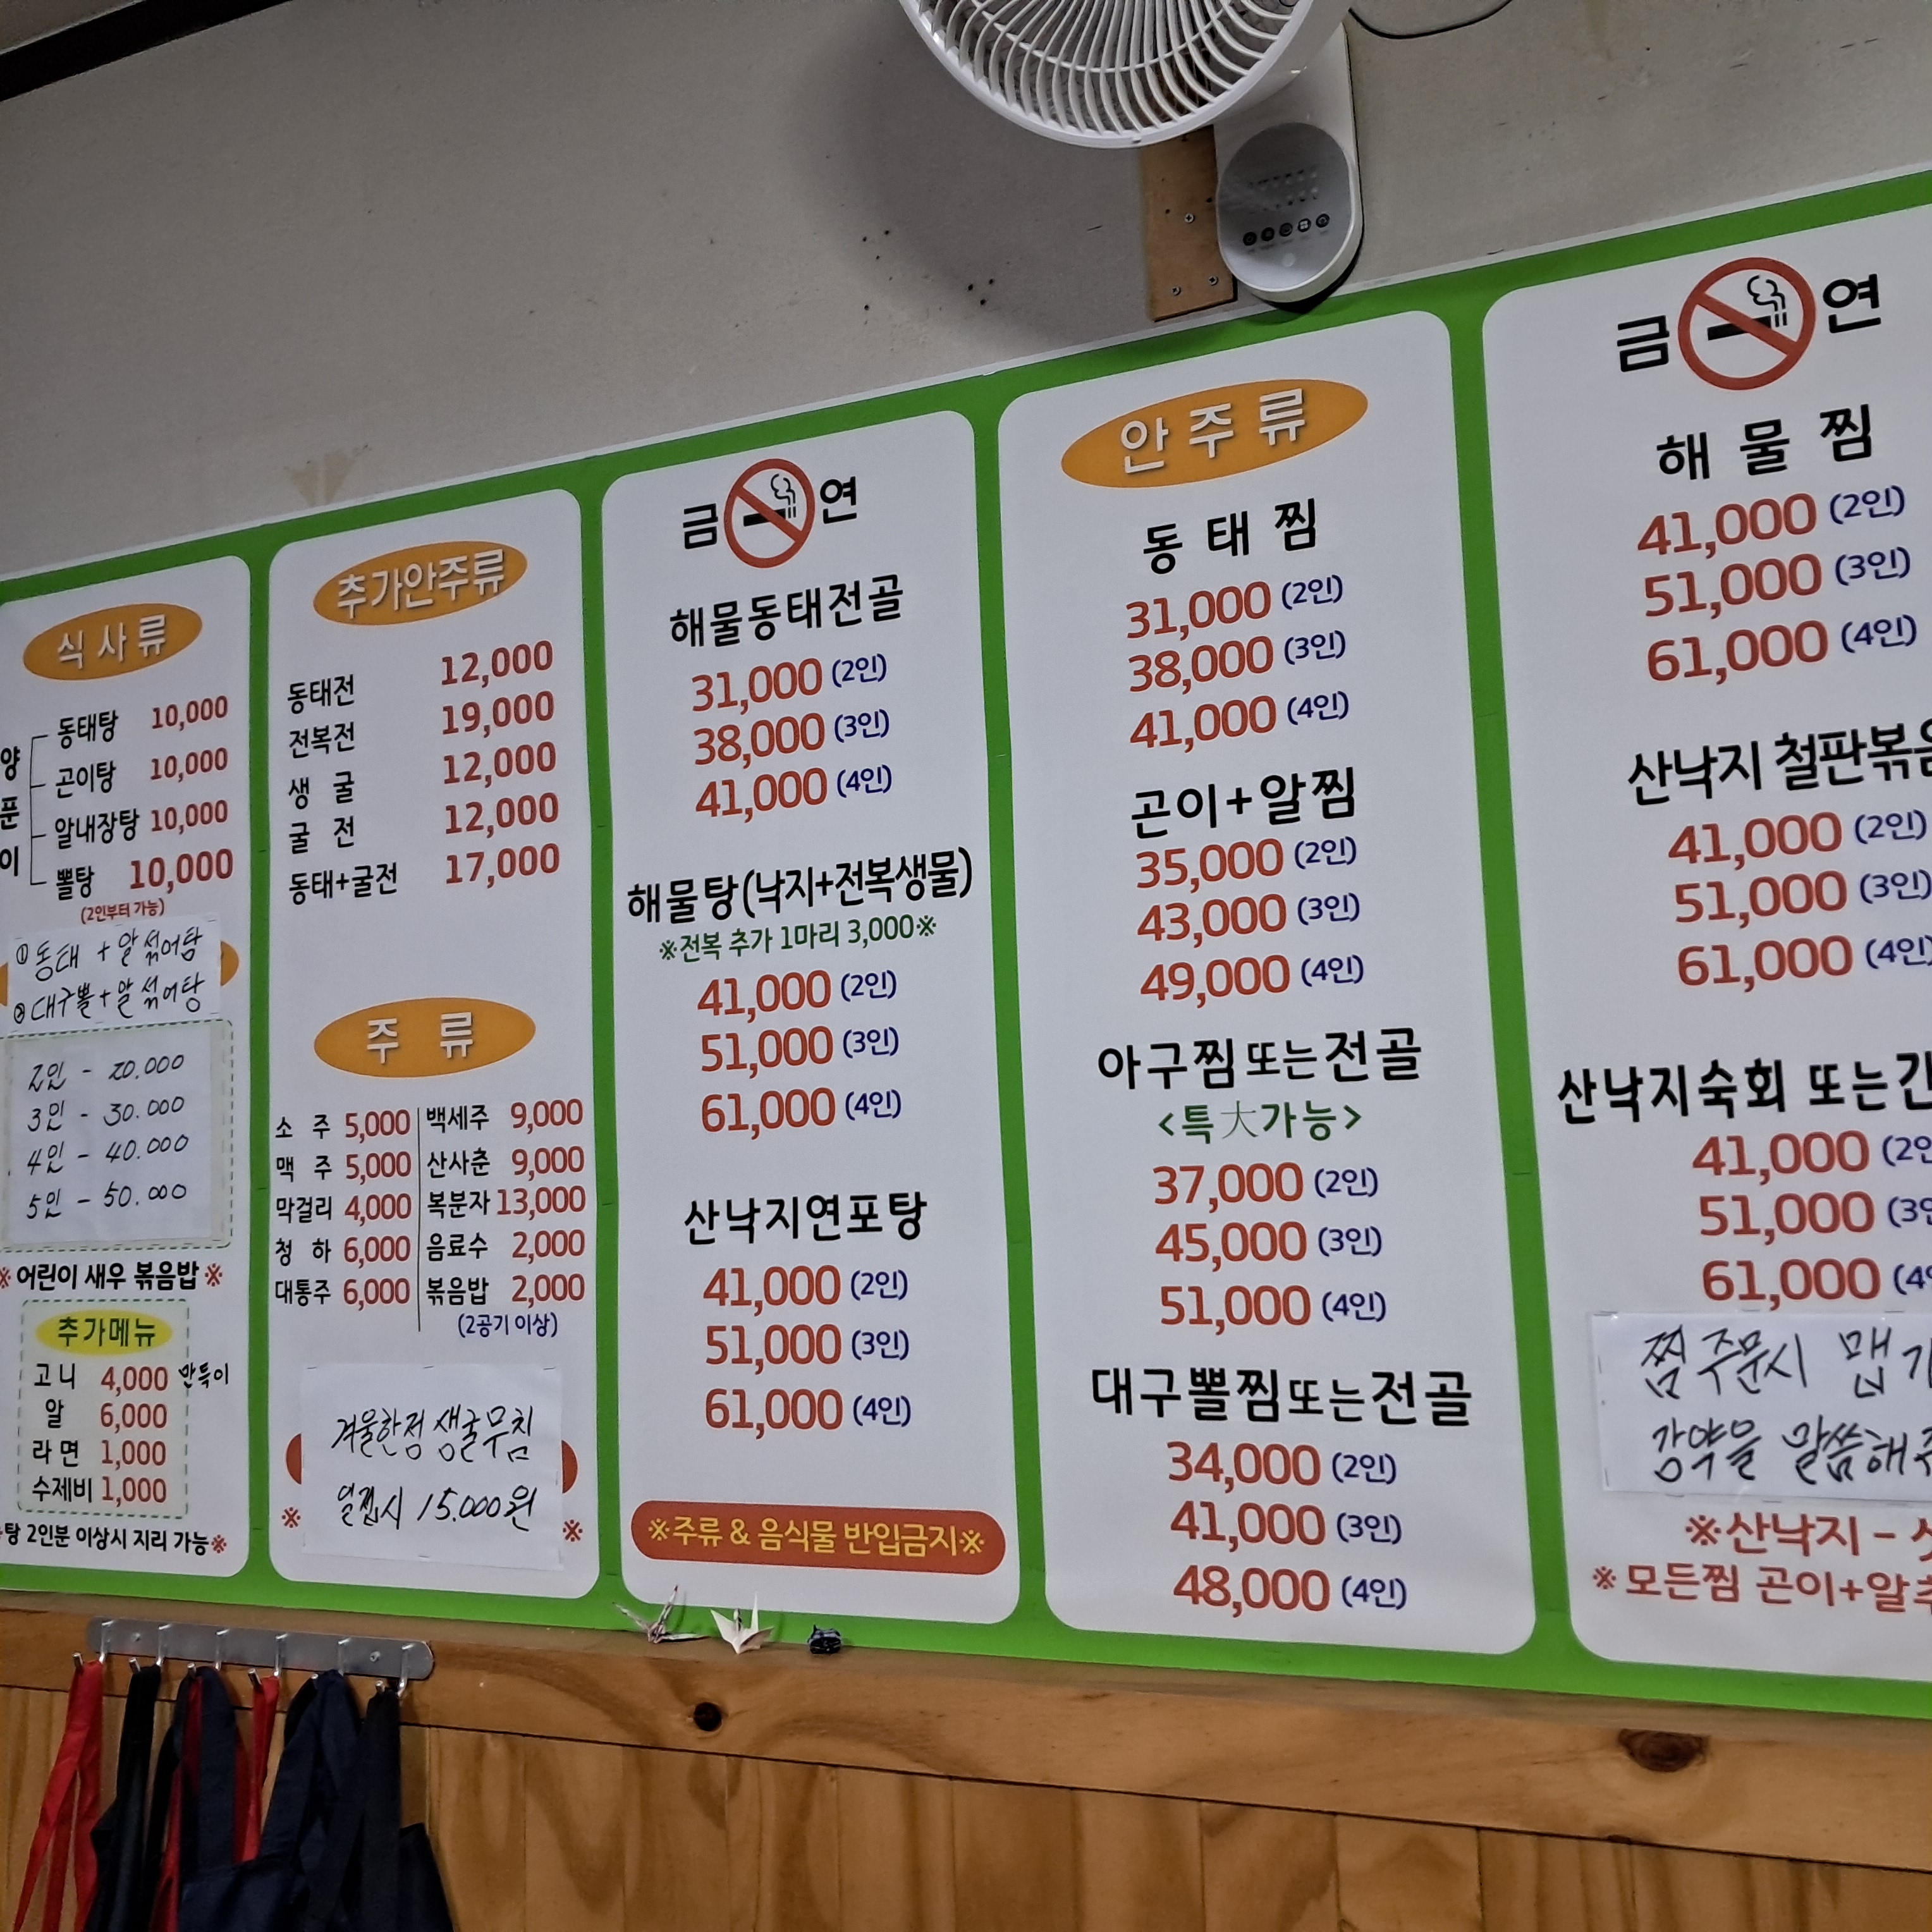 식사류
양푼이
동태탕 10,000
곤이탕 10,000
알내장탕 10,000
뽈탕 10,000
(2인부터 가능)
① 동태 + 알 섞어탕
② 대구뽈 + 알 섞어탕
2인 - 20.000
3인 - 30.000
4인 - 40.000
5인 - 50.000
※어린이 새우 볶음밥※
추가메뉴
고니 4,000 만득이
알 6,000
라면 1,000
수제비 1,000
탕 2인분 이상시 지리 가능※
추가안주류
동태전 12,000
전복전 19,000
생굴 12,000
굴전 12,000
동태+굴전 17,000
주류
소주 5,000 백세주 9,000
맥주 5,000 산사춘 9,000
막걸리 4,000 복분자 13,000
청하 6,000 음료수 2,000
대통주 6,000 볶음밥 2,000
(2공기 이상)
겨울한정 생굴무침
※ 일접시 15.000원 ※
금연
해물동태전골
31,000 (2인)
38,000 (3인)
41,000 (4인)
해물탕(낙지+전복생물)
※전복 추가 1마리 3,000※
41,000 (2인)
51,000 (3인)
61,000 (4인)
산낙지연포탕
41,000 (2인)
51,000 (3인)
61,000 (4인)
※주류 & 음식물 반입금지※
안주류
동태찜
31,000 (2인)
38,000 (3인)
41,000 (4인)
곤이+알찜
35,000 (2인)
43,000 (3인)
49,000 (4인)
아구찜 또는 전골
<특大가능>
37,000 (2인)
45,000 (3인)
51,000 (4인)
대구뽈찜 또는 전골
34,000 (2인)
41,000 (3인)
48,000 (4인)
금연
해물찜
41,000 (2인)
51,000 (3인)
61,000 (4인)
산낙지 철판볶음
41,000 (2인)
51,000 (3인)
61,000 (4인)
산낙지숙회 또는
41,000 (2인
51,000 (3인
61,000 (4인
찜 주문시 맵기
강약을 말씀해주
※산낙지 -
※모든찜 곤이+알